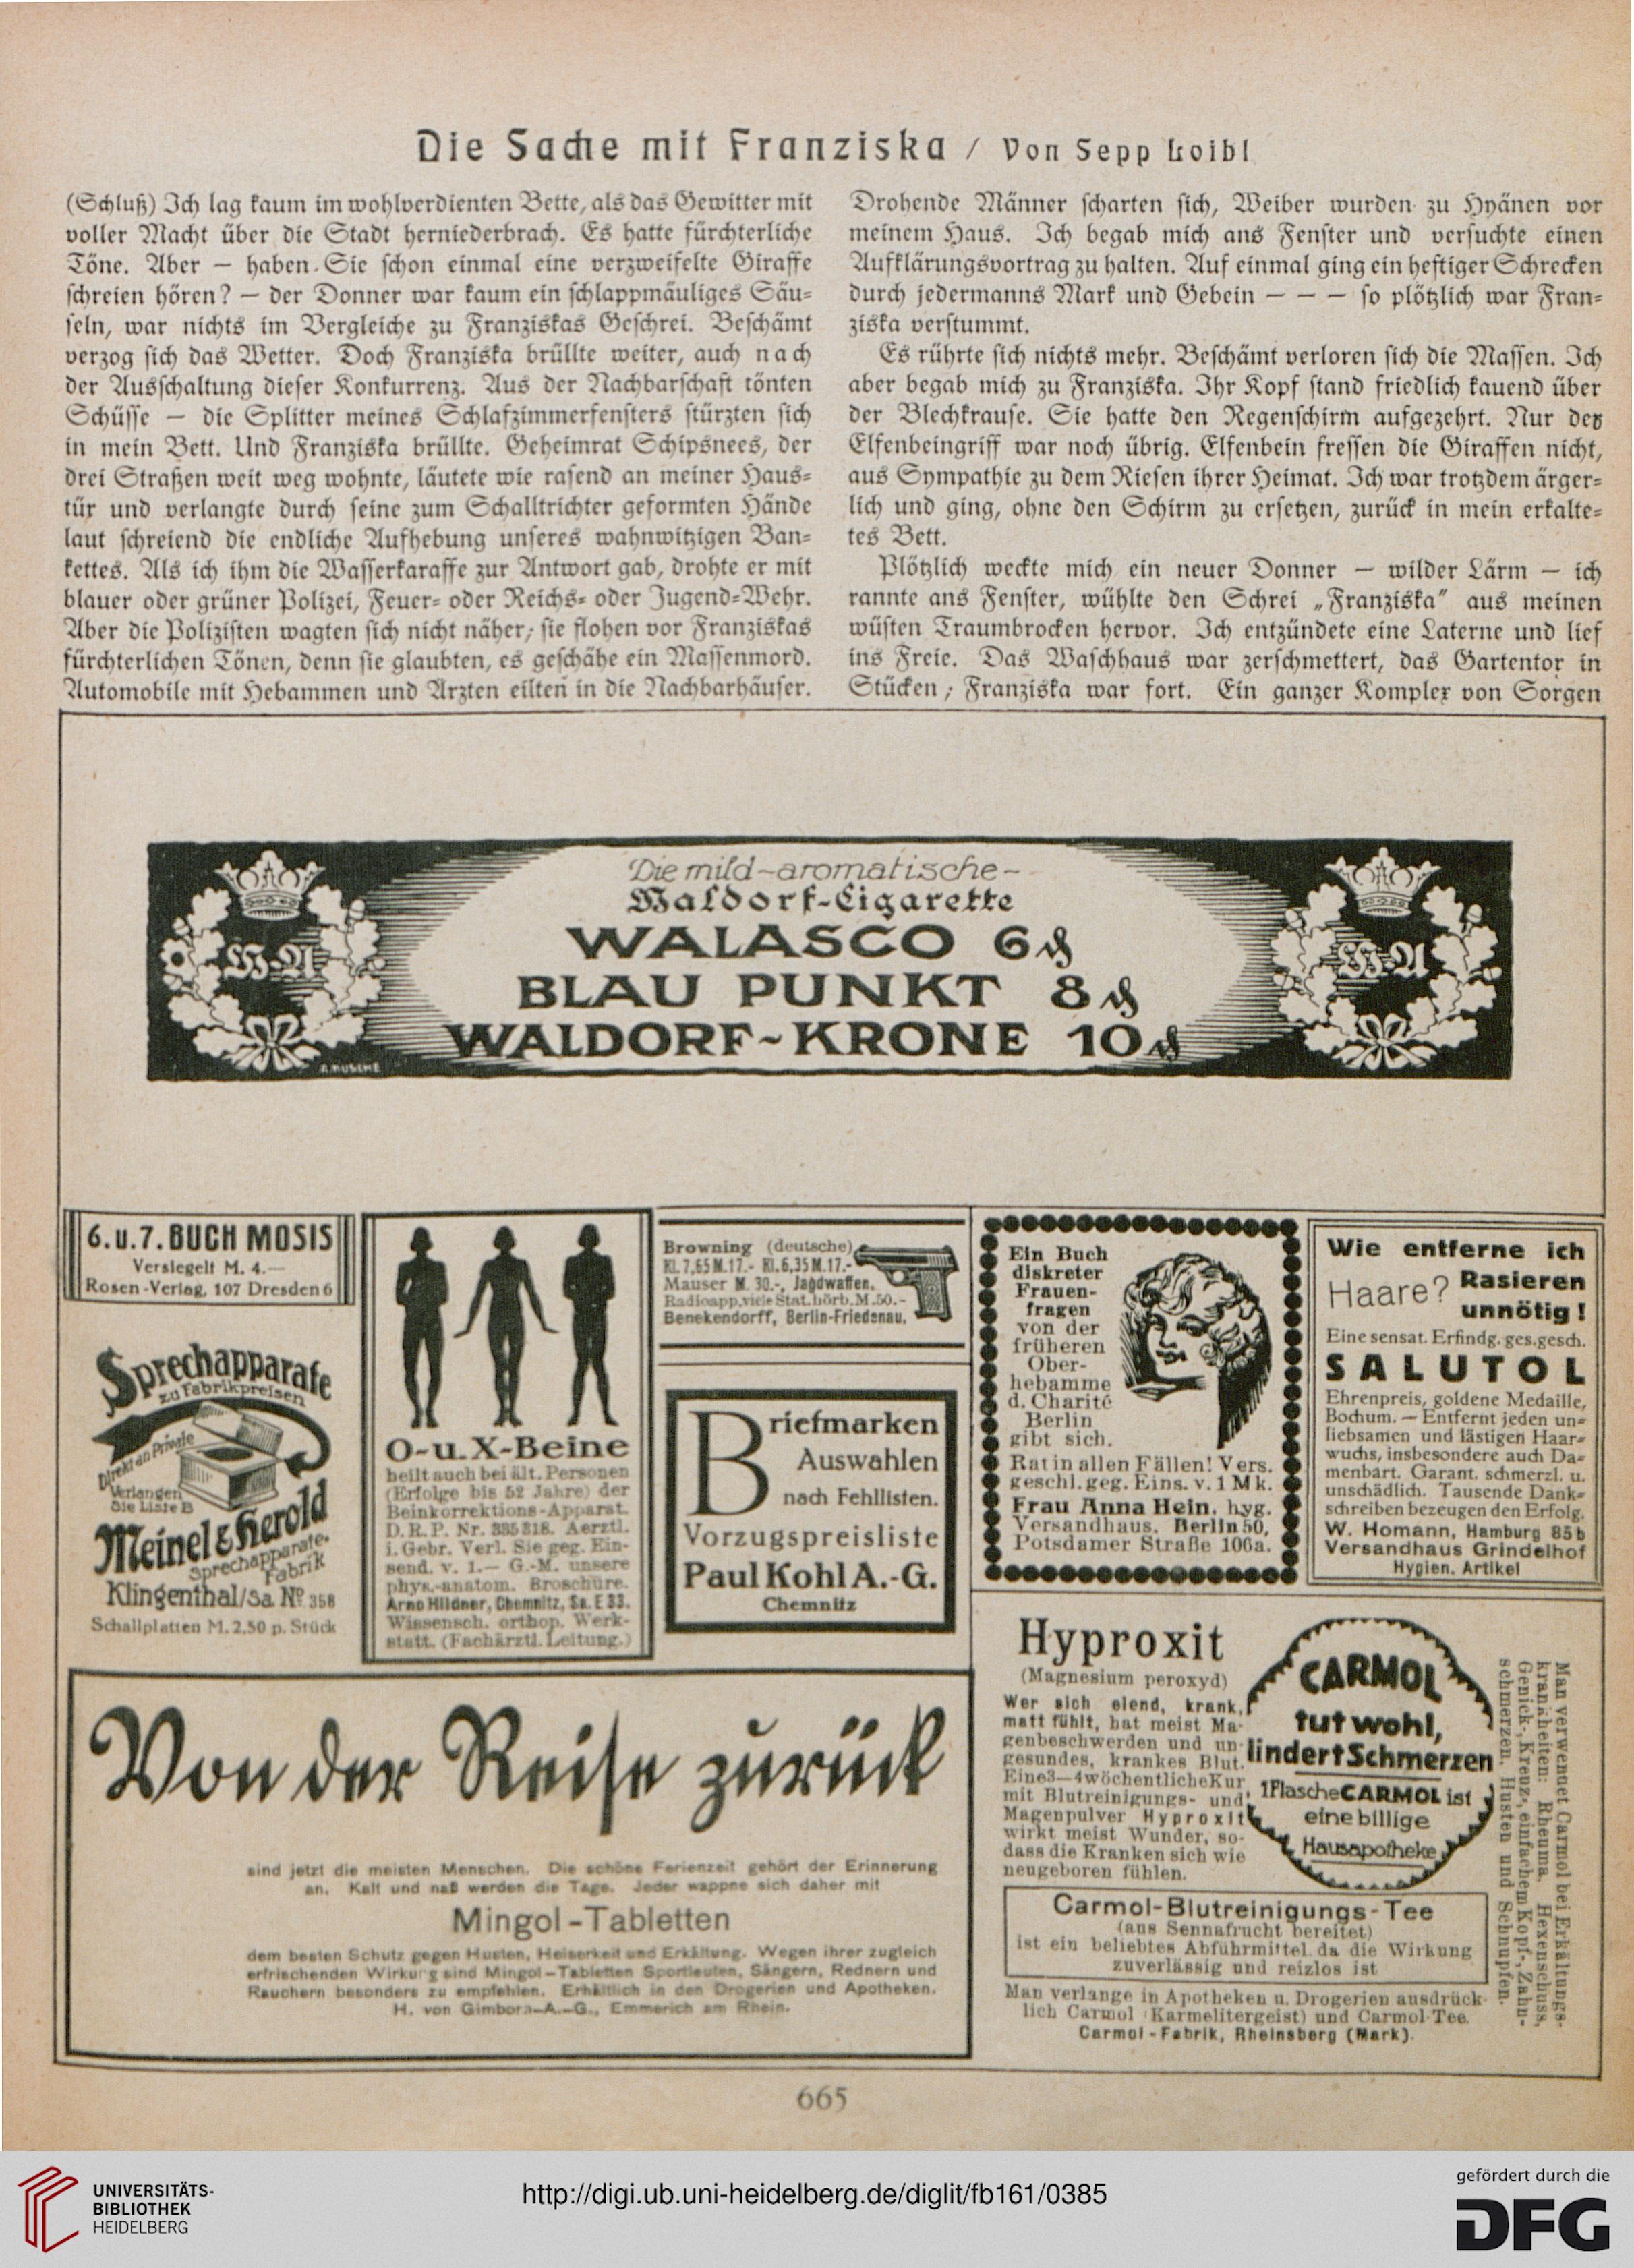 Die Sache mit Franziska / Von Sepp Loibl
(Schluß) Ich lag kaum im wohlverdienten Bette, als das Gewitter mit
voller Macht über die Stadt herniederbrach. Es hatte fürchterliche
Töne. Aber — haben Sie schon einmal eine verzweifelte Giraffe
schreien hören? — der Donner war kaum ein schlappmäuliges Säu-
seln, war nichts im Vergleiche zu Franziskas Geschrei. Beschämt
verzog sich das Wetter. Doch Franziska brüllte weiter, auch nach
der Ausschaltung dieser Konkurrenz. Aus der Nachbarschaft tönten
Schüsse — die Splitter meines Schlafzimmerfensters stürzten sich
in mein Bett. Und Franziska brüllte. Geheimrat Schipsnees, der
drei Straßen weit weg wohnte, läutete wie rasend an meiner Haus-
tür und verlangte durch seine zum Schalltrichter geformten Hände
laut schreiend die endliche Aufhebung unseres wahnwitzigen Ban-
kettes. Als ich ihm die Wasserkaraffe zur Antwort gab, drohte er mit
blauer oder grüner Polizei, Feuer- oder Reichs- oder Jugend-Wehr.
Aber die Polizisten wagten sich nicht näher; sie flohen vor Franziskas
fürchterlichen Tönen, denn sie glaubten, es geschähe ein Massenmord.
Automobile mit Hebammen und Ärzten eilten in die Nachbarhäuser.
Drohende Männer scharten sich, Weiber wurden zu Hyänen vor
meinem Haus. Ich begab mich ans Fenster und versuchte einen
Aufklärungsvortrag zu halten. Auf einmal ging ein heftiger Schrecken
durch jedermanns Mark und Gebein — — — so plötzlich war Fran-
ziska verstummt.
Es rührte sich nichts mehr. Beschämt verloren sich die Massen. Ich
aber begab mich zu Franziska. Ihr Kopf stand friedlich kauend über
der Blechkrause. Sie hatte den Regenschirm aufgezehrt. Nur der
Elfenbeingriff war noch übrig. Elfenbein fressen die Giraffen nicht,
aus Sympathie zu dem Riesen ihrer Heimat. Ich war trotzdem ärger-
lich und ging, ohne den Schirm zu ersetzen, zurück in mein erkalte-
tes Bett.
Plötzlich weckte mich ein neuer Donner — wilder Lärm — ich
rannte ans Fenster, wühlte den Schrei „Franziska" aus meinen
wüsten Traumbrocken hervor. Ich entzündete eine Laterne und lief
ins Freie. Das Waschhaus war zerschmettert, das Gartentor in
Stücken; Franziska war fort. Ein ganzer Komplex von Sorgen
Die mild-aromatische-
Waldorf-Cigarette
WALASCO 6 ₰
BLAU PUNKT 8 ₰
WALDORF-KRONE 10 ₰
W-A
W-A
6. u. 7. BUCH MOSIS
Versiegelt M. 4.—
Rosen-Verlag, 107 Dresden 6
Sprechapparate
zu Fabrikpreisen
Direkt an Private
Verlangen
Sie Liste B
Meinel & Herold
Sprechapparate-
Fabrik
Klingenthal/Sa. No. 358
Schallplatten M. 2.50 p. Stück
O-u. X-Beine
heilt auch bei ält. Personen
(Erfolge bis 52 Jahre) der
Beinkorrektions-Apparat.
D. R. P. Nr. 335318. Aerztl.
i. Gebr. Verl. Sie geg. Ein-
send. v. 1.— G.-M. unsere
phys.-anatom. Broschüre.
Arno Hildner, Chemnitz, Sa. E 33.
Wissensch. orthop. Werk-
statt. (Fachärztl. Leitung.)
Browning (deutsche)
Kl. 7,65 M. 17.- Kl. 6,35 M. 17.-
Mauser M. 30.-, Jagdwaffen.
Radioapp. viele Stat. hörb. M. 50.-
Benekendorff, Berlin-Friedenau.
Briefmarken
Auswahlen
nach Fehllisten.
Vorzugspreisliste
Paul Kohl A.-G.
Chemnitz
Ein Buch
diskreter
Frauen-
fragen
von der
früheren
Ober-
hebamme
d. Charité
Berlin
gibt sich.
Rat in allen Fällen! Vers.
geschl. geg. Eins. v. 1 Mk.
Frau Anna Hein, hyg.
Versandhaus, Berlin 50,
Potsdamer Straße 106a.
Wie entferne ich
Haare? Rasieren
unnötig!
Eine sensat. Erfindg. ges. gesch.
SALUTOL
Ehrenpreis, goldene Medaille,
Bochum. — Entfernt jeden un-
liebsamen und lästigen Haar-
wuchs, insbesondere auch Da-
menbart. Garant. schmerzl. u.
unschädlich. Tausende Dank-
schreiben bezeugen den Erfolg.
W. Homann, Hamburg 85 b
Versandhaus Grindelhof
Hygien. Artikel
Von der Reise zurück
sind jetzt die meisten Menschen. Die schöne Ferienzeit gehört der Erinnerung
an. Kalt und naß werden die Tage. Jeder wappne sich daher mit
Mingol-Tabletten
dem besten Schutz gegen Husten, Heiserkeit und Erkältung. Wegen ihrer zugleich
erfrischenden Wirkung sind Mingol-Tabletten Sportleuten, Sängern, Rednern und
Rauchern besonders zu empfehlen. Erhältlich in den Drogerien und Apotheken.
H. von Gimborn A.-G., Emmerich am Rhein.
Hyproxit
(Magnesium peroxyd)
Wer sich elend, krank,
matt fühlt, hat meist Ma-
genbeschwerden und un-
gesundes, krankes Blut.
Eine 3—4 wöchentliche Kur
mit Blutreinigungs- und
Magenpulver Hyproxit
wirkt meist Wunder, so-
dass die Kranken sich wie
neugeboren fühlen.
CARMOL
tut wohl,
lindert Schmerzen
1 Flasche CARMOL ist
eine billige
Hausapotheke
Man verwendet Carmol bei Erkältungs-
krankheiten: Rheuma, Hexenschuss,
Genick-, Kreuz-, einfachem Kopf-, Zahn-
schmerzen, Husten und Schnupfen.
Carmol-Blutreinigungs-Tee
(aus Sennafrucht bereitet)
ist ein beliebtes Abführmittel, da die Wirkung
zuverlässig und reizlos ist
Man verlange in Apotheken u. Drogerien ausdrück-
lich Carmol (Karmelitergeist) und Carmol-Tee.
Carmol-Fabrik, Rheinsberg (Mark).
665
UNIVERSITÄTS-
BIBLIOTHEK
HEIDELBERG
http://digi.ub.uni-heidelberg.de/diglit/fb161/0385
gefördert durch die
DFG